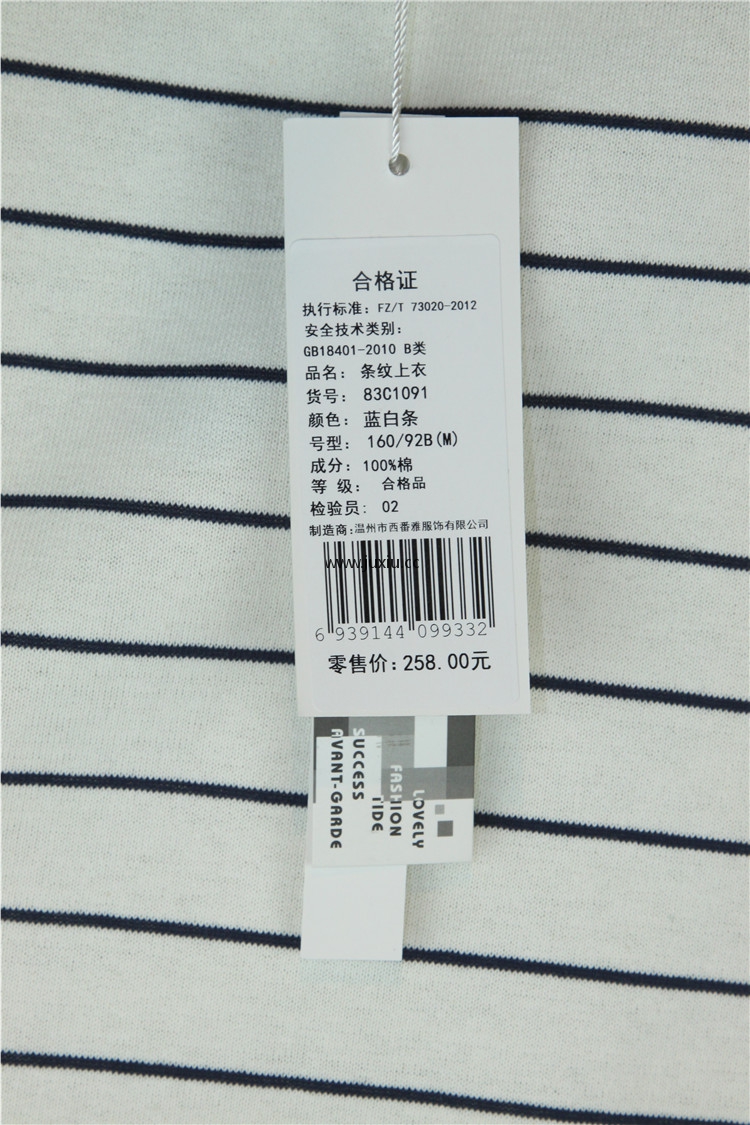 合格证
执行标准: FZ/T 73020-2012
安全技术类别:
GB18401-2010 B类
品名: 条纹上衣
货号: 83C1091
颜色: 蓝白条
号型: 160/92B(M)
成分: 100%棉
等 级: 合格品
检验员: 02
制造商:温州市西番雅服饰有限公司
www.juxiu.cc
6 939144 099332
零售价:258.00元
LOVELY
FASHION
TIDE
SUCCESS
AVANT-GARDE